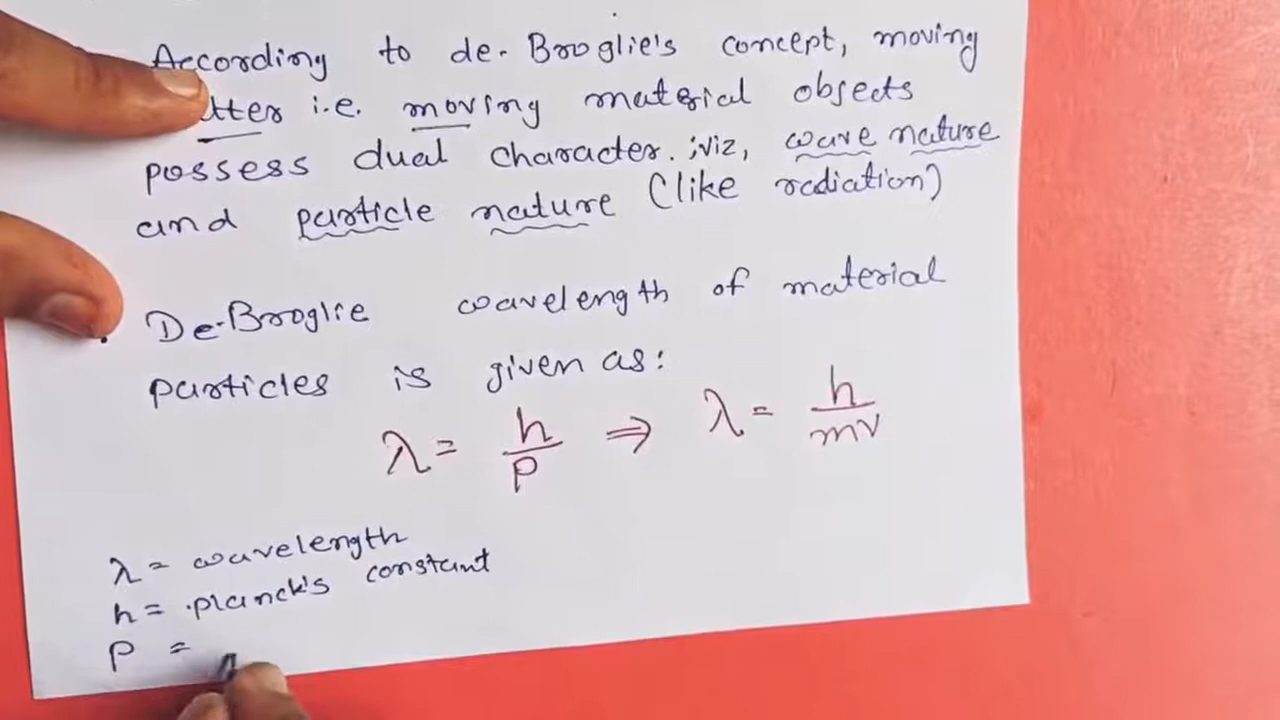 According to de-Broglie's concept, moving
tter i.e. moving material objects
possess dual character. ;viz, wave nature
and particle nature (like radiation)
De-Broglie wavelength of material
particles is given as:
λ = h/p ⇒ λ = h/mv
λ = wavelength
h = planck's constant
P =